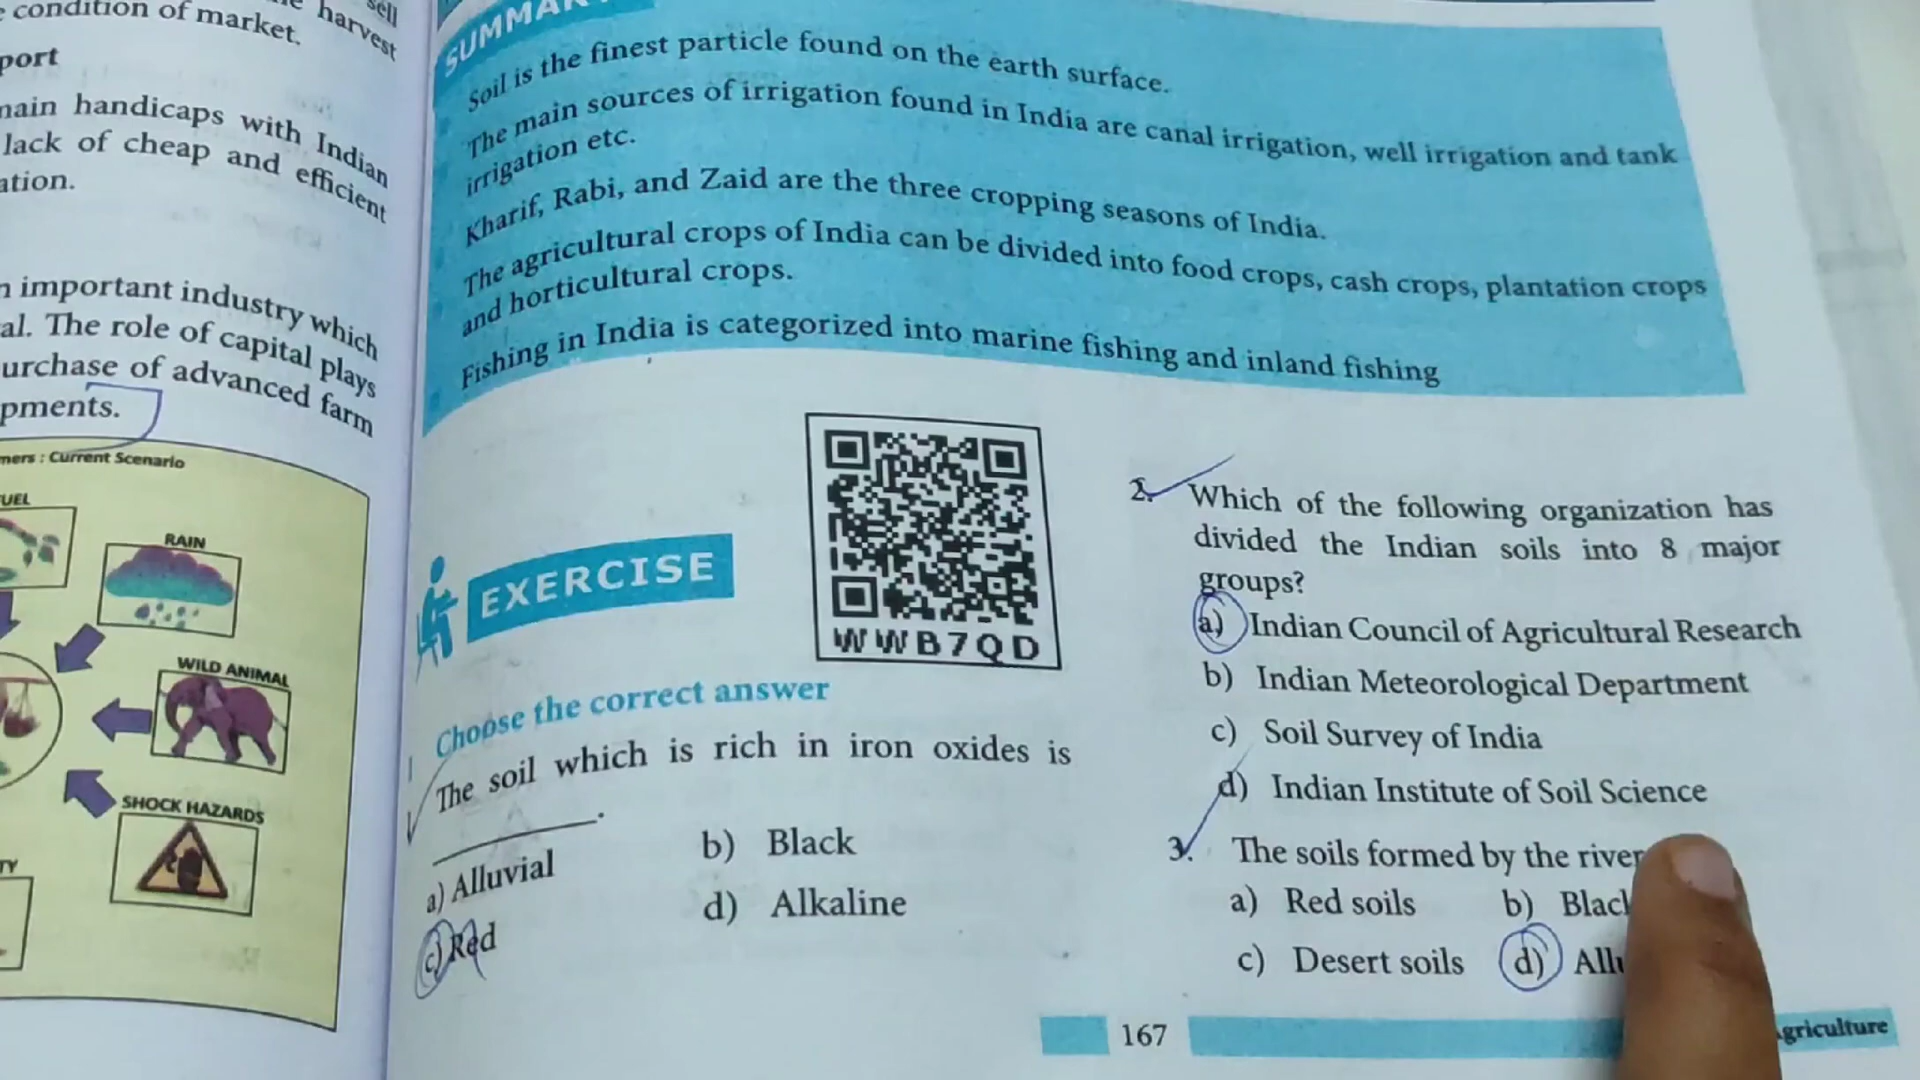 sell
harvest
condition of market.
port
main handicaps with Indian
lack of cheap and efficient
ation.
important industry which
al. The role of capital plays
urchase of advanced farm
pments.
mers : Current Scenario
UEL
RAIN
WILD ANIMAL
SHOCK HAZARDS
TY
Soil is the finest particle found on the earth surface.
The main sources of irrigation found in India are canal irrigation, well irrigation and tank
irrigation etc.
Kharif, Rabi, and Zaid are the three cropping seasons of India.
The agricultural crops of India can be divided into food crops, cash crops, plantation crops
and horticultural crops.
Fishing in India is categorized into marine fishing and inland fishing
WWB7QD
EXERCISE
Choose the correct answer
The soil which is rich in iron oxides is
________.
a) Alluvial b) Black
c) Red d) Alkaline
2. Which of the following organization has
divided the Indian soils into 8 major
groups?
a) Indian Council of Agricultural Research
b) Indian Meteorological Department
c) Soil Survey of India
d) Indian Institute of Soil Science
3. The soils formed by the river
a) Red soils b) Blac
c) Desert soils d) All
167
griculture